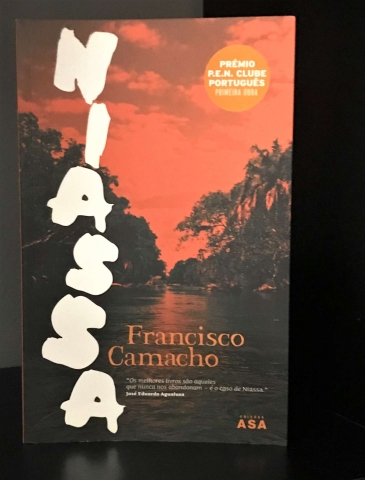 NIASSA
PRÉMIO
P.E.N. CLUBE
PORTUGUÊS
PRIMEIRA OBRA
Francisco
Camacho
"Os melhores livros são aqueles
que nunca nos abandonam – é o caso de Niassa."
José Eduardo Agualusa
EDIÇÕES
ASA